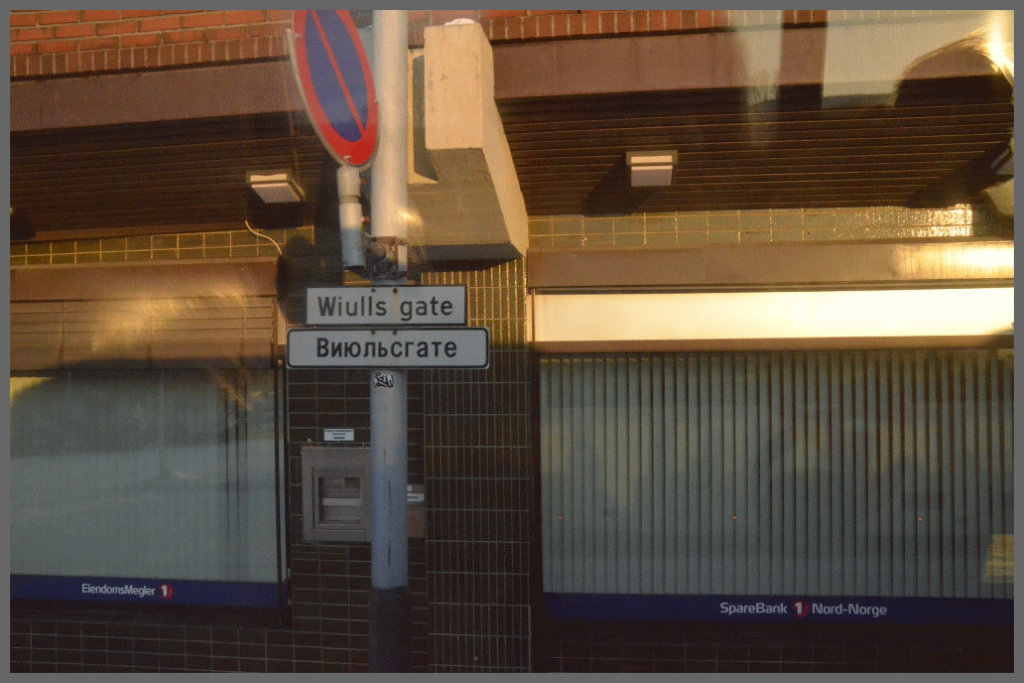 Wiulls gate
Виюльсгате
EiendomsMegler 1
SpareBank 1 Nord-Norge